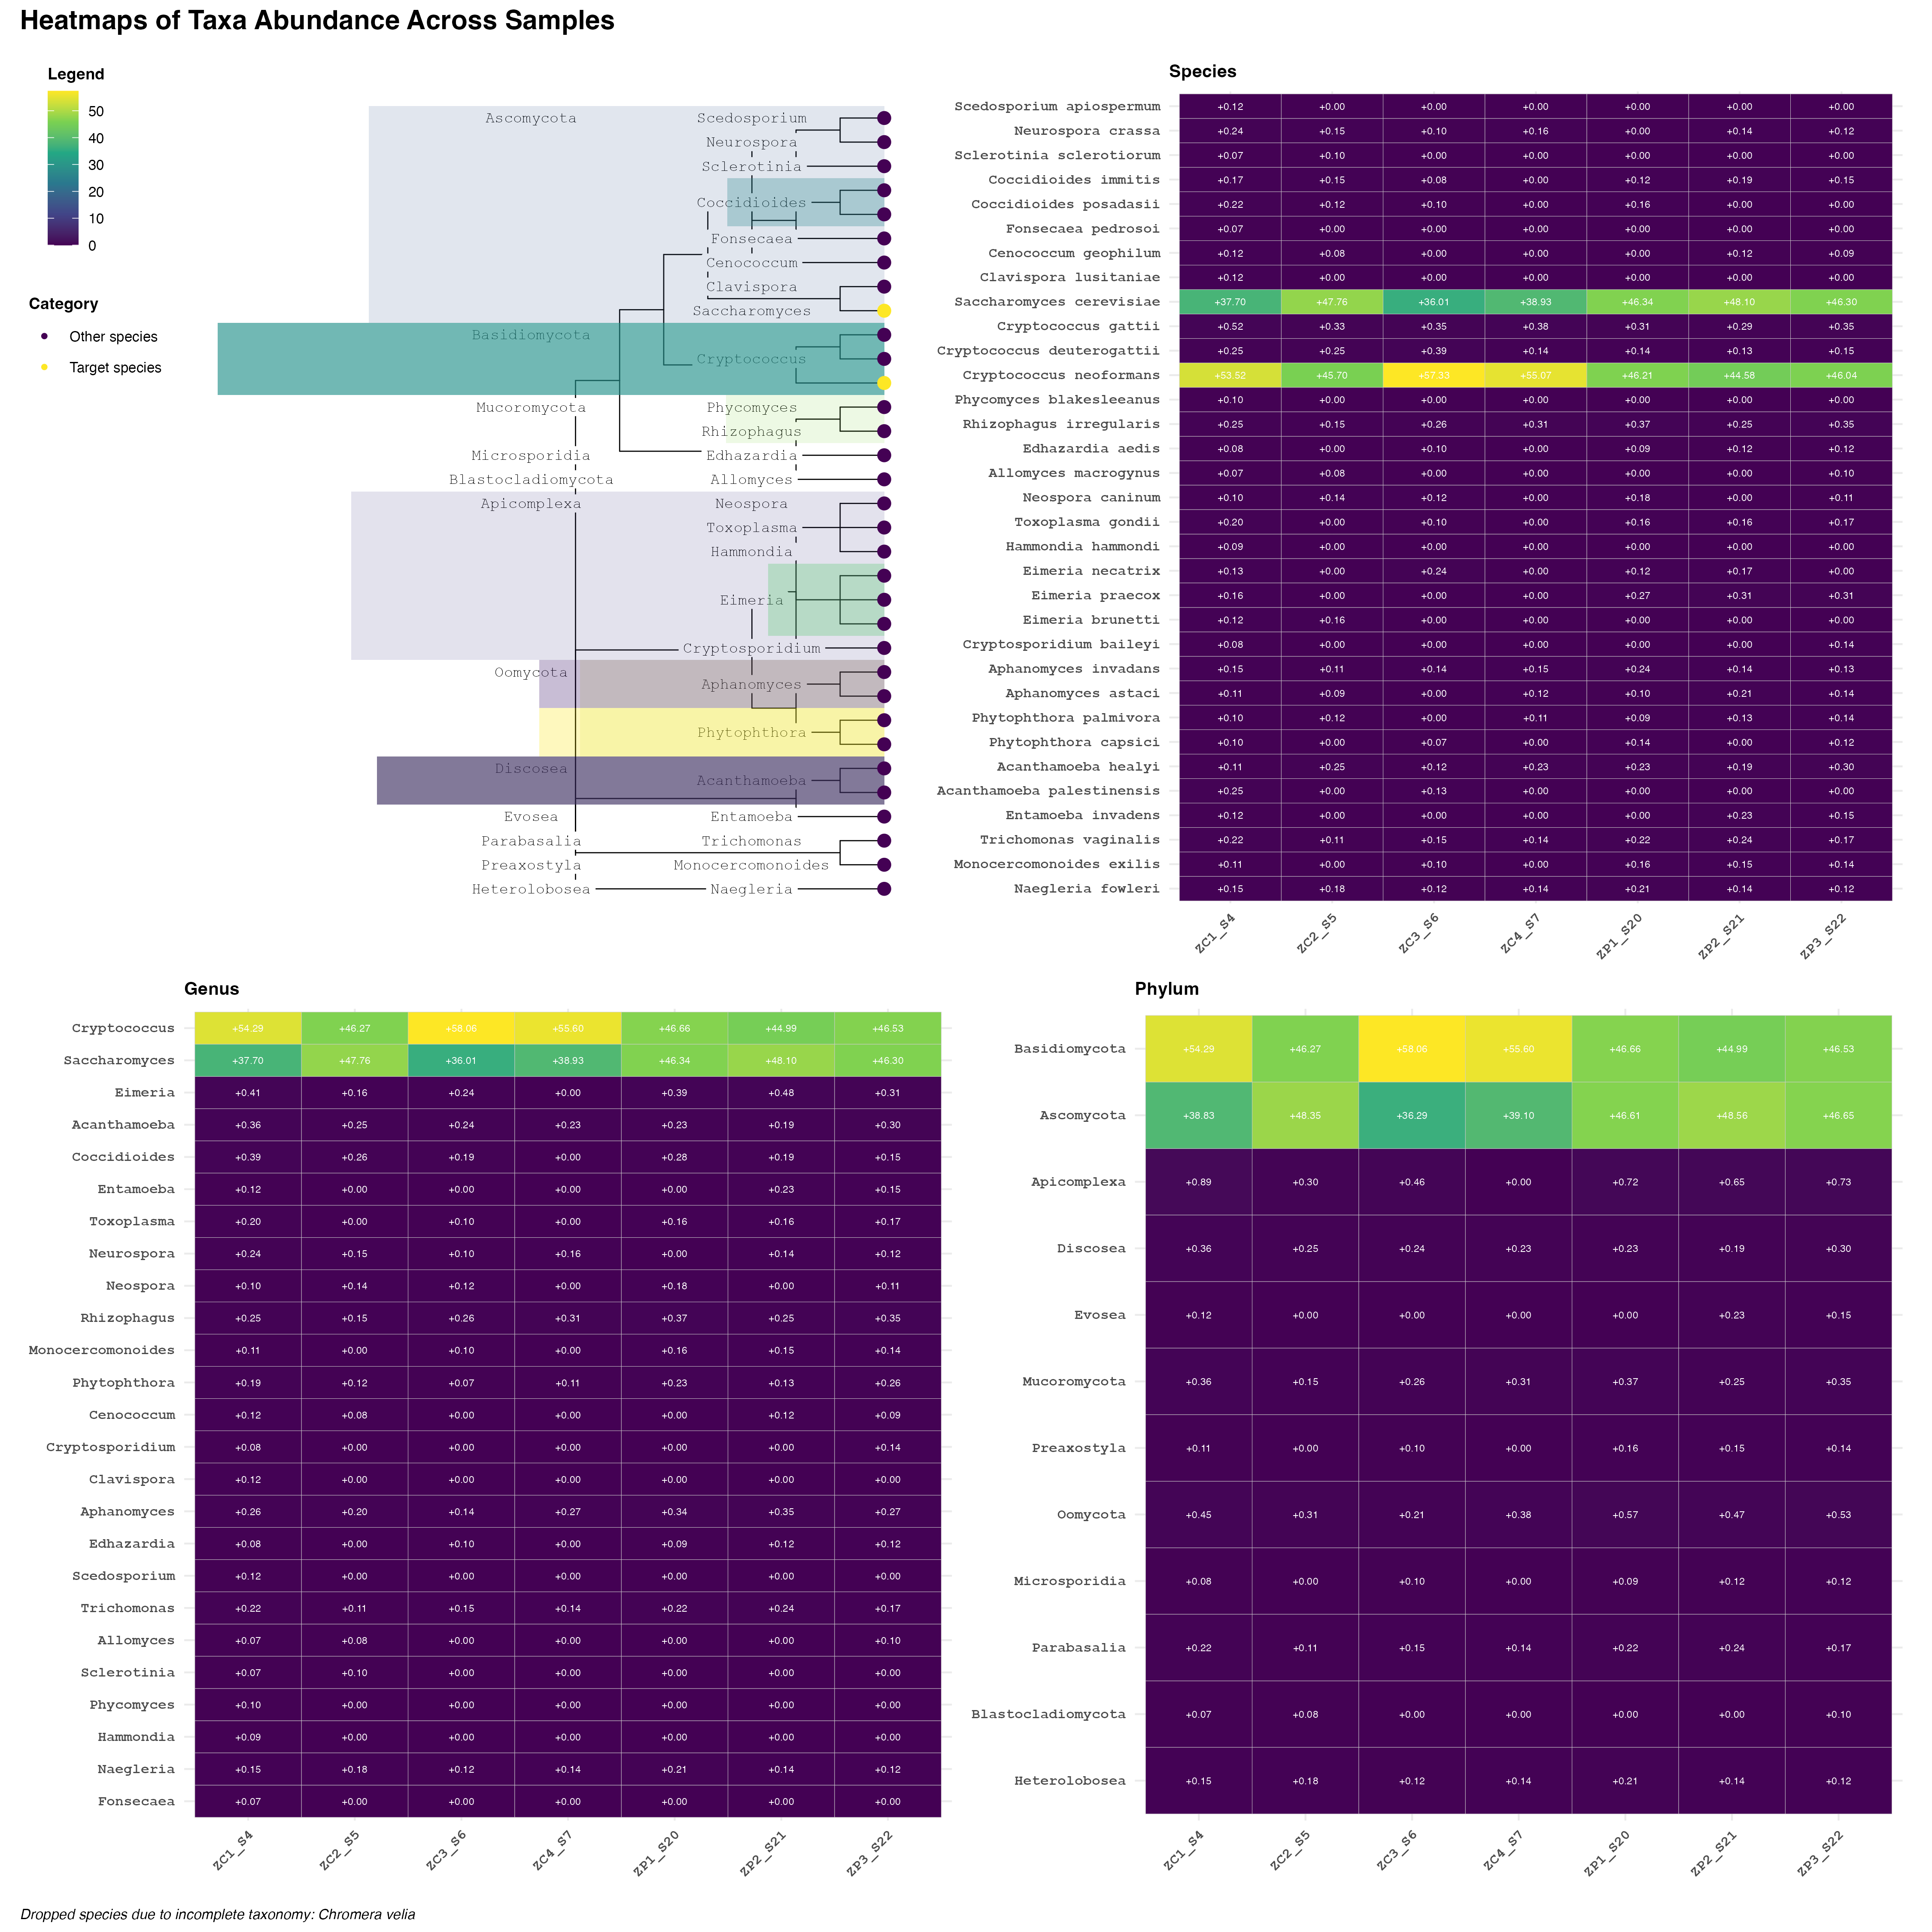 Heatmaps of Taxa Abundance Across Samples
Legend
50
40
30
20
10
0
Category
Other species
Target species
Ascomycota Scedosporium
Neurospora
Sclerotinia
Coccidioides
Fonsecaea
Cenococcum
Clavispora
Saccharomyces
Basidiomycota
Cryptococcus
Mucoromycota Phycomyces
Rhizophagus
Microsporidia Edhazardia
Blastocladiomycota Allomyces
Apicomplexa Neospora
Toxoplasma
Hammondia
Eimeria
Cryptosporidium
Oomycota
Aphanomyces
Phytophthora
Discosea
Acanthamoeba
Evosea Entamoeba
Parabasalia Trichomonas
Preaxostyla Monocercomonoides
Heterolobosea Naegleria
Species
Scedosporium apiospermum +0.12 +0.00 +0.00 +0.00 +0.00 +0.00 +0.00
Neurospora crassa +0.24 +0.15 +0.10 +0.16 +0.00 +0.14 +0.12
Sclerotinia sclerotiorum +0.07 +0.10 +0.00 +0.00 +0.00 +0.00 +0.00
Coccidioides immitis +0.17 +0.15 +0.08 +0.00 +0.12 +0.19 +0.15
Coccidioides posadasii +0.22 +0.12 +0.10 +0.00 +0.16 +0.00 +0.00
Fonsecaea pedrosoi +0.07 +0.00 +0.00 +0.00 +0.00 +0.00 +0.00
Cenococcum geophilum +0.12 +0.08 +0.00 +0.00 +0.00 +0.12 +0.09
Clavispora lusitaniae +0.12 +0.00 +0.00 +0.00 +0.00 +0.00 +0.00
Saccharomyces cerevisiae +37.70 +47.76 +36.01 +38.93 +46.34 +48.10 +46.30
Cryptococcus gattii +0.52 +0.33 +0.35 +0.38 +0.31 +0.29 +0.35
Cryptococcus deuterogattii +0.25 +0.25 +0.39 +0.14 +0.14 +0.13 +0.15
Cryptococcus neoformans +53.52 +45.70 +57.33 +55.07 +46.21 +44.58 +46.04
Phycomyces blakesleeanus +0.10 +0.00 +0.00 +0.00 +0.00 +0.00 +0.00
Rhizophagus irregularis +0.25 +0.15 +0.26 +0.31 +0.37 +0.25 +0.35
Edhazardia aedis +0.08 +0.00 +0.10 +0.00 +0.09 +0.12 +0.12
Allomyces macrogynus +0.07 +0.08 +0.00 +0.00 +0.00 +0.00 +0.10
Neospora caninum +0.10 +0.14 +0.12 +0.00 +0.18 +0.00 +0.11
Toxoplasma gondii +0.20 +0.00 +0.10 +0.00 +0.16 +0.16 +0.17
Hammondia hammondi +0.09 +0.00 +0.00 +0.00 +0.00 +0.00 +0.00
Eimeria necatrix +0.13 +0.00 +0.24 +0.00 +0.12 +0.17 +0.00
Eimeria praecox +0.16 +0.00 +0.00 +0.00 +0.27 +0.31 +0.31
Eimeria brunetti +0.12 +0.16 +0.00 +0.00 +0.00 +0.00 +0.00
Cryptosporidium baileyi +0.08 +0.00 +0.00 +0.00 +0.00 +0.00 +0.14
Aphanomyces invadans +0.15 +0.11 +0.14 +0.15 +0.24 +0.14 +0.13
Aphanomyces astaci +0.11 +0.09 +0.00 +0.12 +0.10 +0.21 +0.14
Phytophthora palmivora +0.10 +0.12 +0.00 +0.11 +0.09 +0.13 +0.14
Phytophthora capsici +0.10 +0.00 +0.07 +0.00 +0.14 +0.00 +0.12
Acanthamoeba healyi +0.11 +0.25 +0.12 +0.23 +0.23 +0.19 +0.30
Acanthamoeba palestinensis +0.25 +0.00 +0.13 +0.00 +0.00 +0.00 +0.00
Entamoeba invadens +0.12 +0.00 +0.00 +0.00 +0.00 +0.23 +0.15
Trichomonas vaginalis +0.22 +0.11 +0.15 +0.14 +0.22 +0.24 +0.17
Monocercomonoides exilis +0.11 +0.00 +0.10 +0.00 +0.16 +0.15 +0.14
Naegleria fowleri +0.15 +0.18 +0.12 +0.14 +0.21 +0.14 +0.12
ZC1_S4 ZC2_S5 ZC3_S6 ZC4_S7 ZP1_S20 ZP2_S21 ZP3_S22
Genus
Cryptococcus +54.29 +46.27 +58.06 +55.60 +46.66 +44.99 +46.53
Saccharomyces +37.70 +47.76 +36.01 +38.93 +46.34 +48.10 +46.30
Eimeria +0.41 +0.16 +0.24 +0.00 +0.39 +0.48 +0.31
Acanthamoeba +0.36 +0.25 +0.24 +0.23 +0.23 +0.19 +0.30
Coccidioides +0.39 +0.26 +0.19 +0.00 +0.28 +0.19 +0.15
Entamoeba +0.12 +0.00 +0.00 +0.00 +0.00 +0.23 +0.15
Toxoplasma +0.20 +0.00 +0.10 +0.00 +0.16 +0.16 +0.17
Neurospora +0.24 +0.15 +0.10 +0.16 +0.00 +0.14 +0.12
Neospora +0.10 +0.14 +0.12 +0.00 +0.18 +0.00 +0.11
Rhizophagus +0.25 +0.15 +0.26 +0.31 +0.37 +0.25 +0.35
Monocercomonoides +0.11 +0.00 +0.10 +0.00 +0.16 +0.15 +0.14
Phytophthora +0.19 +0.12 +0.07 +0.11 +0.23 +0.13 +0.26
Cenococcum +0.12 +0.08 +0.00 +0.00 +0.00 +0.12 +0.09
Cryptosporidium +0.08 +0.00 +0.00 +0.00 +0.00 +0.00 +0.14
Clavispora +0.12 +0.00 +0.00 +0.00 +0.00 +0.00 +0.00
Aphanomyces +0.26 +0.20 +0.14 +0.27 +0.34 +0.35 +0.27
Edhazardia +0.08 +0.00 +0.10 +0.00 +0.09 +0.12 +0.12
Scedosporium +0.12 +0.00 +0.00 +0.00 +0.00 +0.00 +0.00
Trichomonas +0.22 +0.11 +0.15 +0.14 +0.22 +0.24 +0.17
Allomyces +0.07 +0.08 +0.00 +0.00 +0.00 +0.00 +0.10
Sclerotinia +0.07 +0.10 +0.00 +0.00 +0.00 +0.00 +0.00
Phycomyces +0.10 +0.00 +0.00 +0.00 +0.00 +0.00 +0.00
Hammondia +0.09 +0.00 +0.00 +0.00 +0.00 +0.00 +0.00
Naegleria +0.15 +0.18 +0.12 +0.14 +0.21 +0.14 +0.12
Fonsecaea +0.07 +0.00 +0.00 +0.00 +0.00 +0.00 +0.00
ZC1_S4 ZC2_S5 ZC3_S6 ZC4_S7 ZP1_S20 ZP2_S21 ZP3_S22
Phylum
Basidiomycota +54.29 +46.27 +58.06 +55.60 +46.66 +44.99 +46.53
Ascomycota +38.83 +48.35 +36.29 +39.10 +46.61 +48.56 +46.65
Apicomplexa +0.89 +0.30 +0.46 +0.00 +0.72 +0.65 +0.73
Discosea +0.36 +0.25 +0.24 +0.23 +0.23 +0.19 +0.30
Evosea +0.12 +0.00 +0.00 +0.00 +0.00 +0.23 +0.15
Mucoromycota +0.36 +0.15 +0.26 +0.31 +0.37 +0.25 +0.35
Preaxostyla +0.11 +0.00 +0.10 +0.00 +0.16 +0.15 +0.14
Oomycota +0.45 +0.31 +0.21 +0.38 +0.57 +0.47 +0.53
Microsporidia +0.08 +0.00 +0.10 +0.00 +0.09 +0.12 +0.12
Parabasalia +0.22 +0.11 +0.15 +0.14 +0.22 +0.24 +0.17
Blastocladiomycota +0.07 +0.08 +0.00 +0.00 +0.00 +0.00 +0.10
Heterolobosea +0.15 +0.18 +0.12 +0.14 +0.21 +0.14 +0.12
ZC1_S4 ZC2_S5 ZC3_S6 ZC4_S7 ZP1_S20 ZP2_S21 ZP3_S22
Dropped species due to incomplete taxonomy: Chromera velia